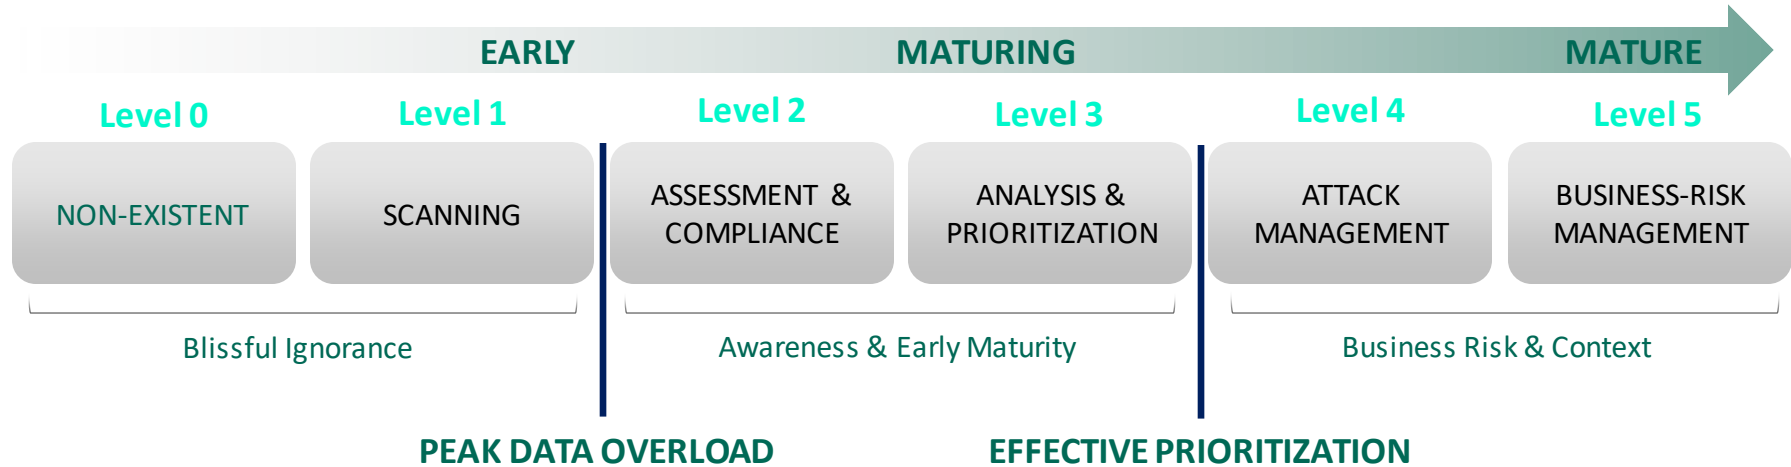 EARLY MATURING MATURE
Level 0 Level 1 Level 2 Level 3 Level 4 Level 5
NON-EXISTENT
SCANNING
ASSESSMENT &
COMPLIANCE
ANALYSIS &
PRIORITIZATION
ATTACK
MANAGEMENT
BUSINESS-RISK
MANAGEMENT
Blissful Ignorance
Awareness & Early Maturity
Business Risk & Context
PEAK DATA OVERLOAD
EFFECTIVE PRIORITIZATION